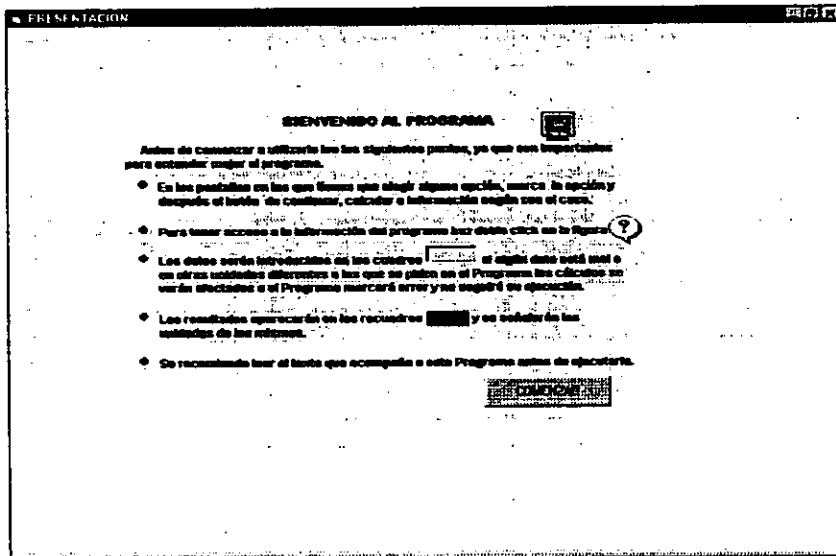 PRESENTACION
BIENVENIDO AL PROGRAMA
Antes de comenzar a utilizarlo lee los siguientes puntos, ya que son importantes
para entender mejor el programa.
En las pantallas en las que tienes que elegir alguna opción, marca la opción y
después el botón de continuar, calcular o información según sea el caso.
Para tener acceso a la información del programa haz doble click en la figura ?
Los datos serán introducidos en los cuadros si algún dato está mal o
en otras unidades diferentes a las que se piden en el Programa los cálculos se
verán afectados o el Programa marcará error y no seguirá su ejecución.
Los resultados aparecerán en los recuadros y se señalarán las
unidades de los mismos.
Se recomienda leer el texto que acompaña a este Programa antes de ejecutarlo.
COMENZAR